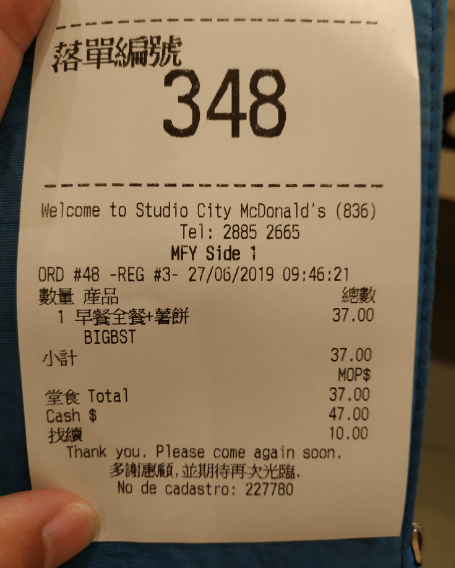 落單編號
348
Welcome to Studio City McDonald's (836)
Tel: 2885 2665
MFY Side 1
ORD #48 -REG #3- 27/06/2019 09:46:21
數量 產品 總數
1 早餐全餐+薯餅 37.00
BIGBST
小計 37.00
MOP$
堂食 Total 37.00
Cash $ 47.00
找續 10.00
Thank you. Please come again soon.
多謝惠顧,並期待再次光臨.
No de cadastro: 227780